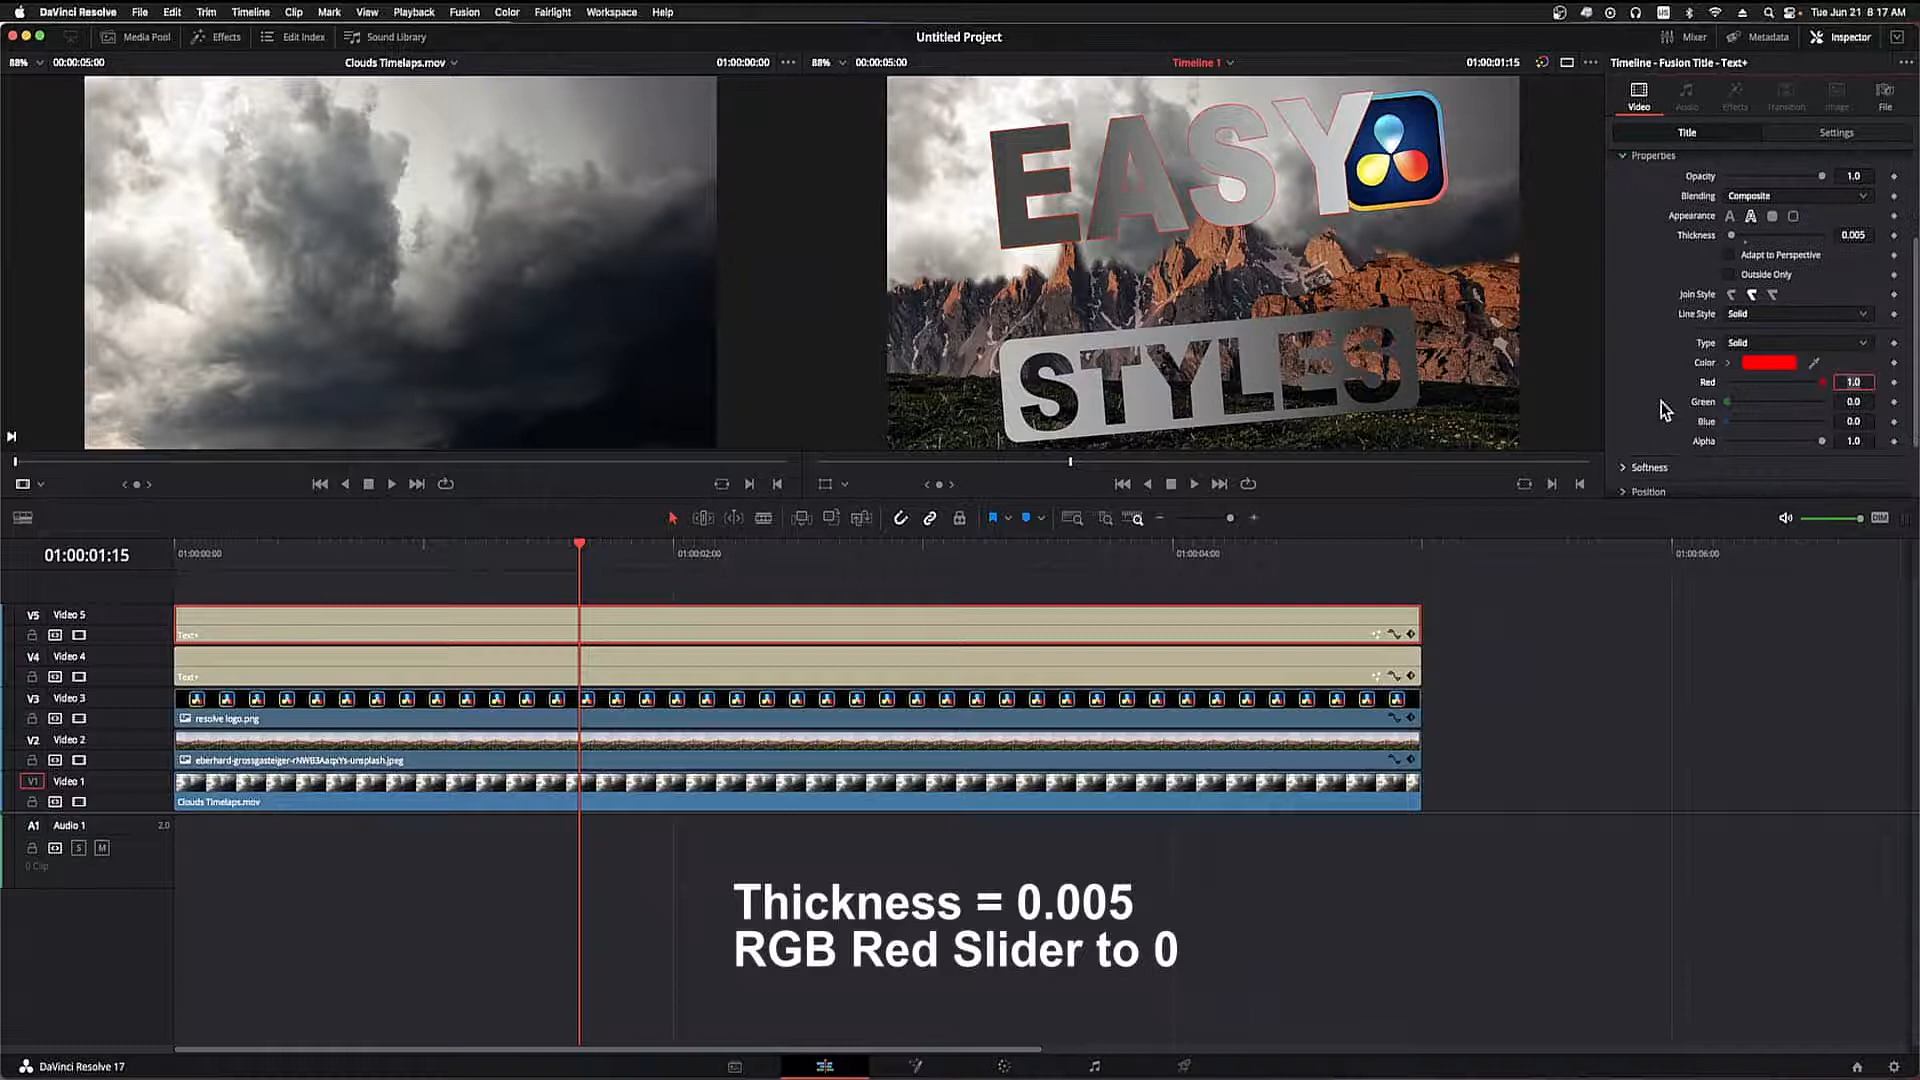 DaVinci Resolve File Edit Trim Timeline Clip Mark View Playback Fusion Color Fairlight Workspace Help
Tue Jun 21 8:17 AM
Media Pool Effects Edit Index Sound Library
Untitled Project
Mixer Metadata Inspector
88% 00:00:05:00 Clouds Timelaps.mov 01:00:00:00
88% 00:00:05:00 Timeline 1 01:00:01:15
Timeline - Fusion Title - Text+
Video Audio Effects Transition Image File
Title Settings
Properties
Opacity 1.0
Blending Composite
Appearance
Thickness 0.005
Adapt to Perspective
Outside Only
Join Style
Line Style Solid
Type Solid
Color
Red 1.0
Green 0.0
Blue 0.0
Alpha 1.0
Softness
Position
EASY
STYLES
DIM
01:00:01:15
01:00:00:00 01:00:02:00 01:00:04:00 01:00:06:00
V5 Video 5
Text+
V4 Video 4
Text+
V3 Video 3
resolve logo.png
V2 Video 2
eberhard-grossgasteiger-rNWB3AaqxYs-unsplash.jpeg
V1 Video 1
Clouds Timelaps.mov
A1 Audio 1 2.0
S M
0 Clip
Thickness = 0.005
RGB Red Slider to 0
DaVinci Resolve 17